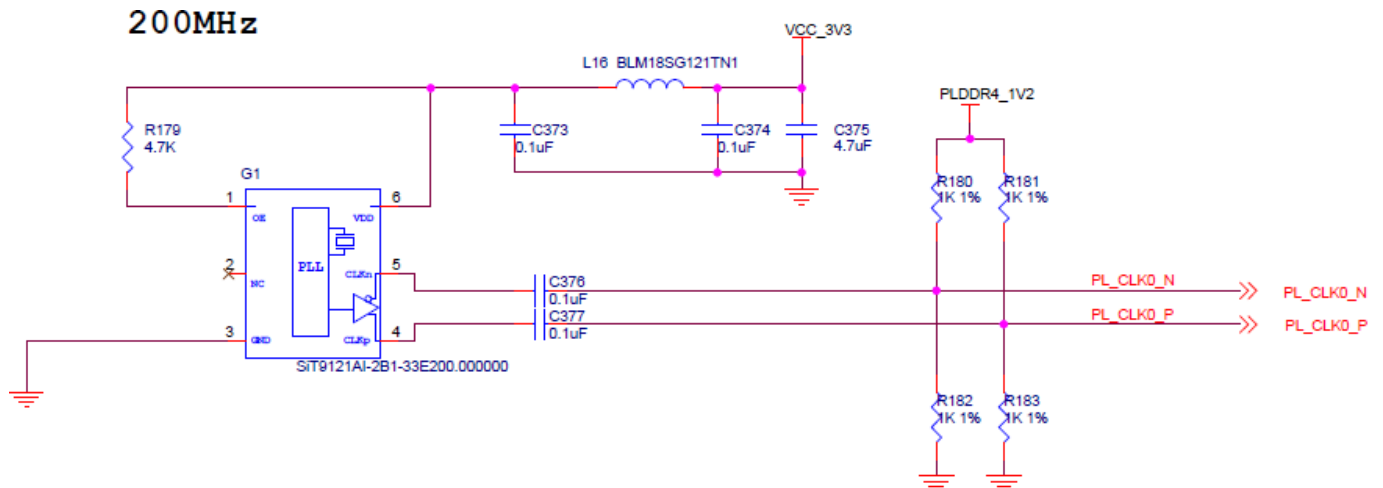 200MHz
VCC_3V3
L16 BLM18SG121TN1
PLDDR4_1V2
R179
4.7K
C373
0.1uF
C374
0.1uF
C375
4.7uF
G1
R180
1K 1%
R181
1K 1%
1
OE
6
VDD
2
NC
PLL
5
CLKn
C376
0.1uF
PL_CLK0_N
PL_CLK0_N
C377
0.1uF
PL_CLK0_P
PL_CLK0_P
3
GND
4
CLKp
SiT9121AI-2B1-33E200.000000
R182
1K 1%
R183
1K 1%